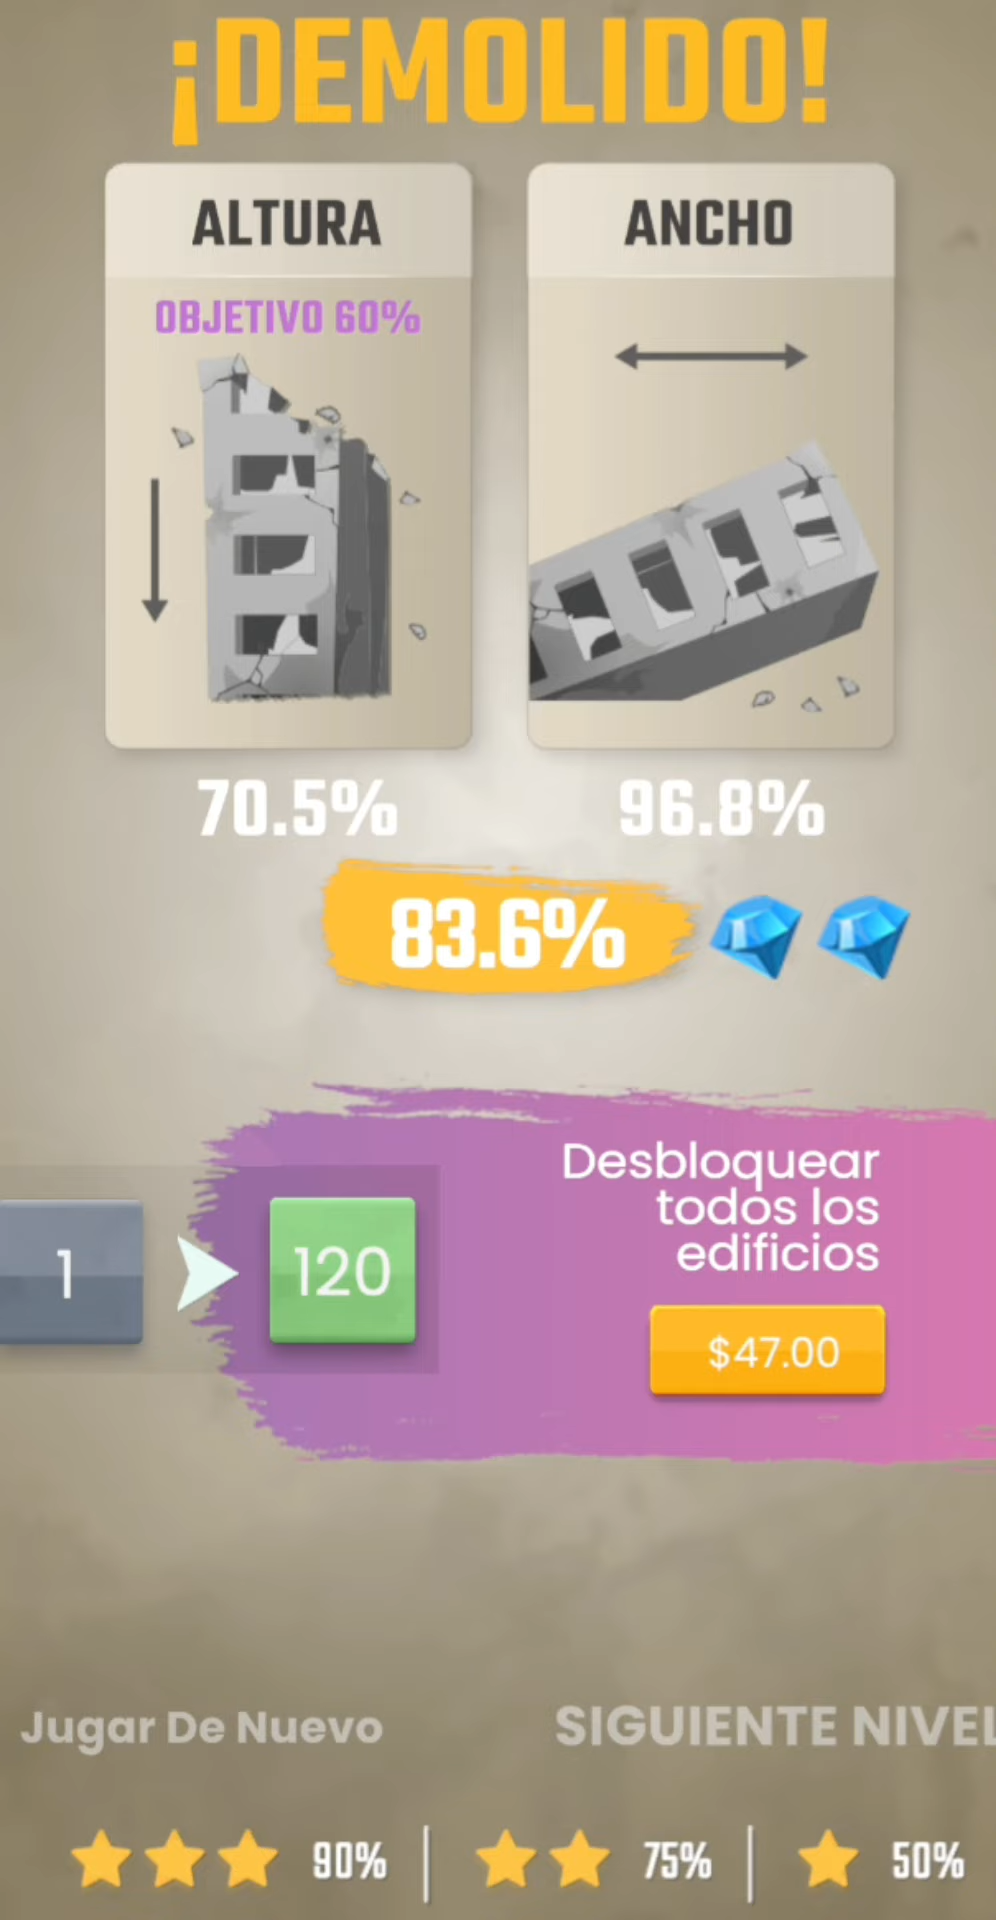 ¡DEMOLIDO!
ALTURA
ANCHO
OBJETIVO 60%
70.5%
96.8%
83.6%
Desbloquear
todos los
edificios
1
120
$47.00
Jugar De Nuevo
SIGUIENTE NIVEL
90%
75%
50%